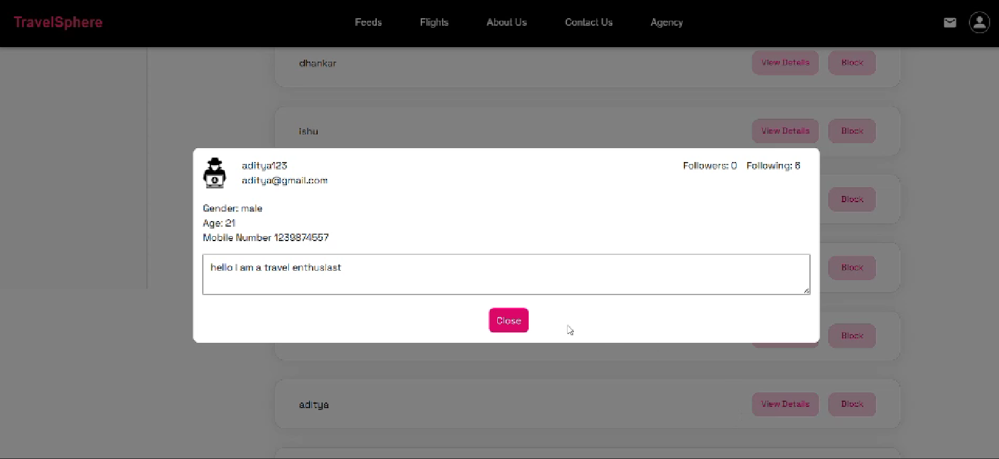 TravelSphere
Feeds
Flights
About Us
Contact Us
Agency
dhankar
View Details
Block
ishu
View Details
Block
aditya123
Followers: 0
Following: 6
aditya@gmail.com
Block
Gender: male
Age: 21
Mobile Number 1239874557
hello i am a travel enthusiast
Block
Close
Block
aditya
View Details
Block